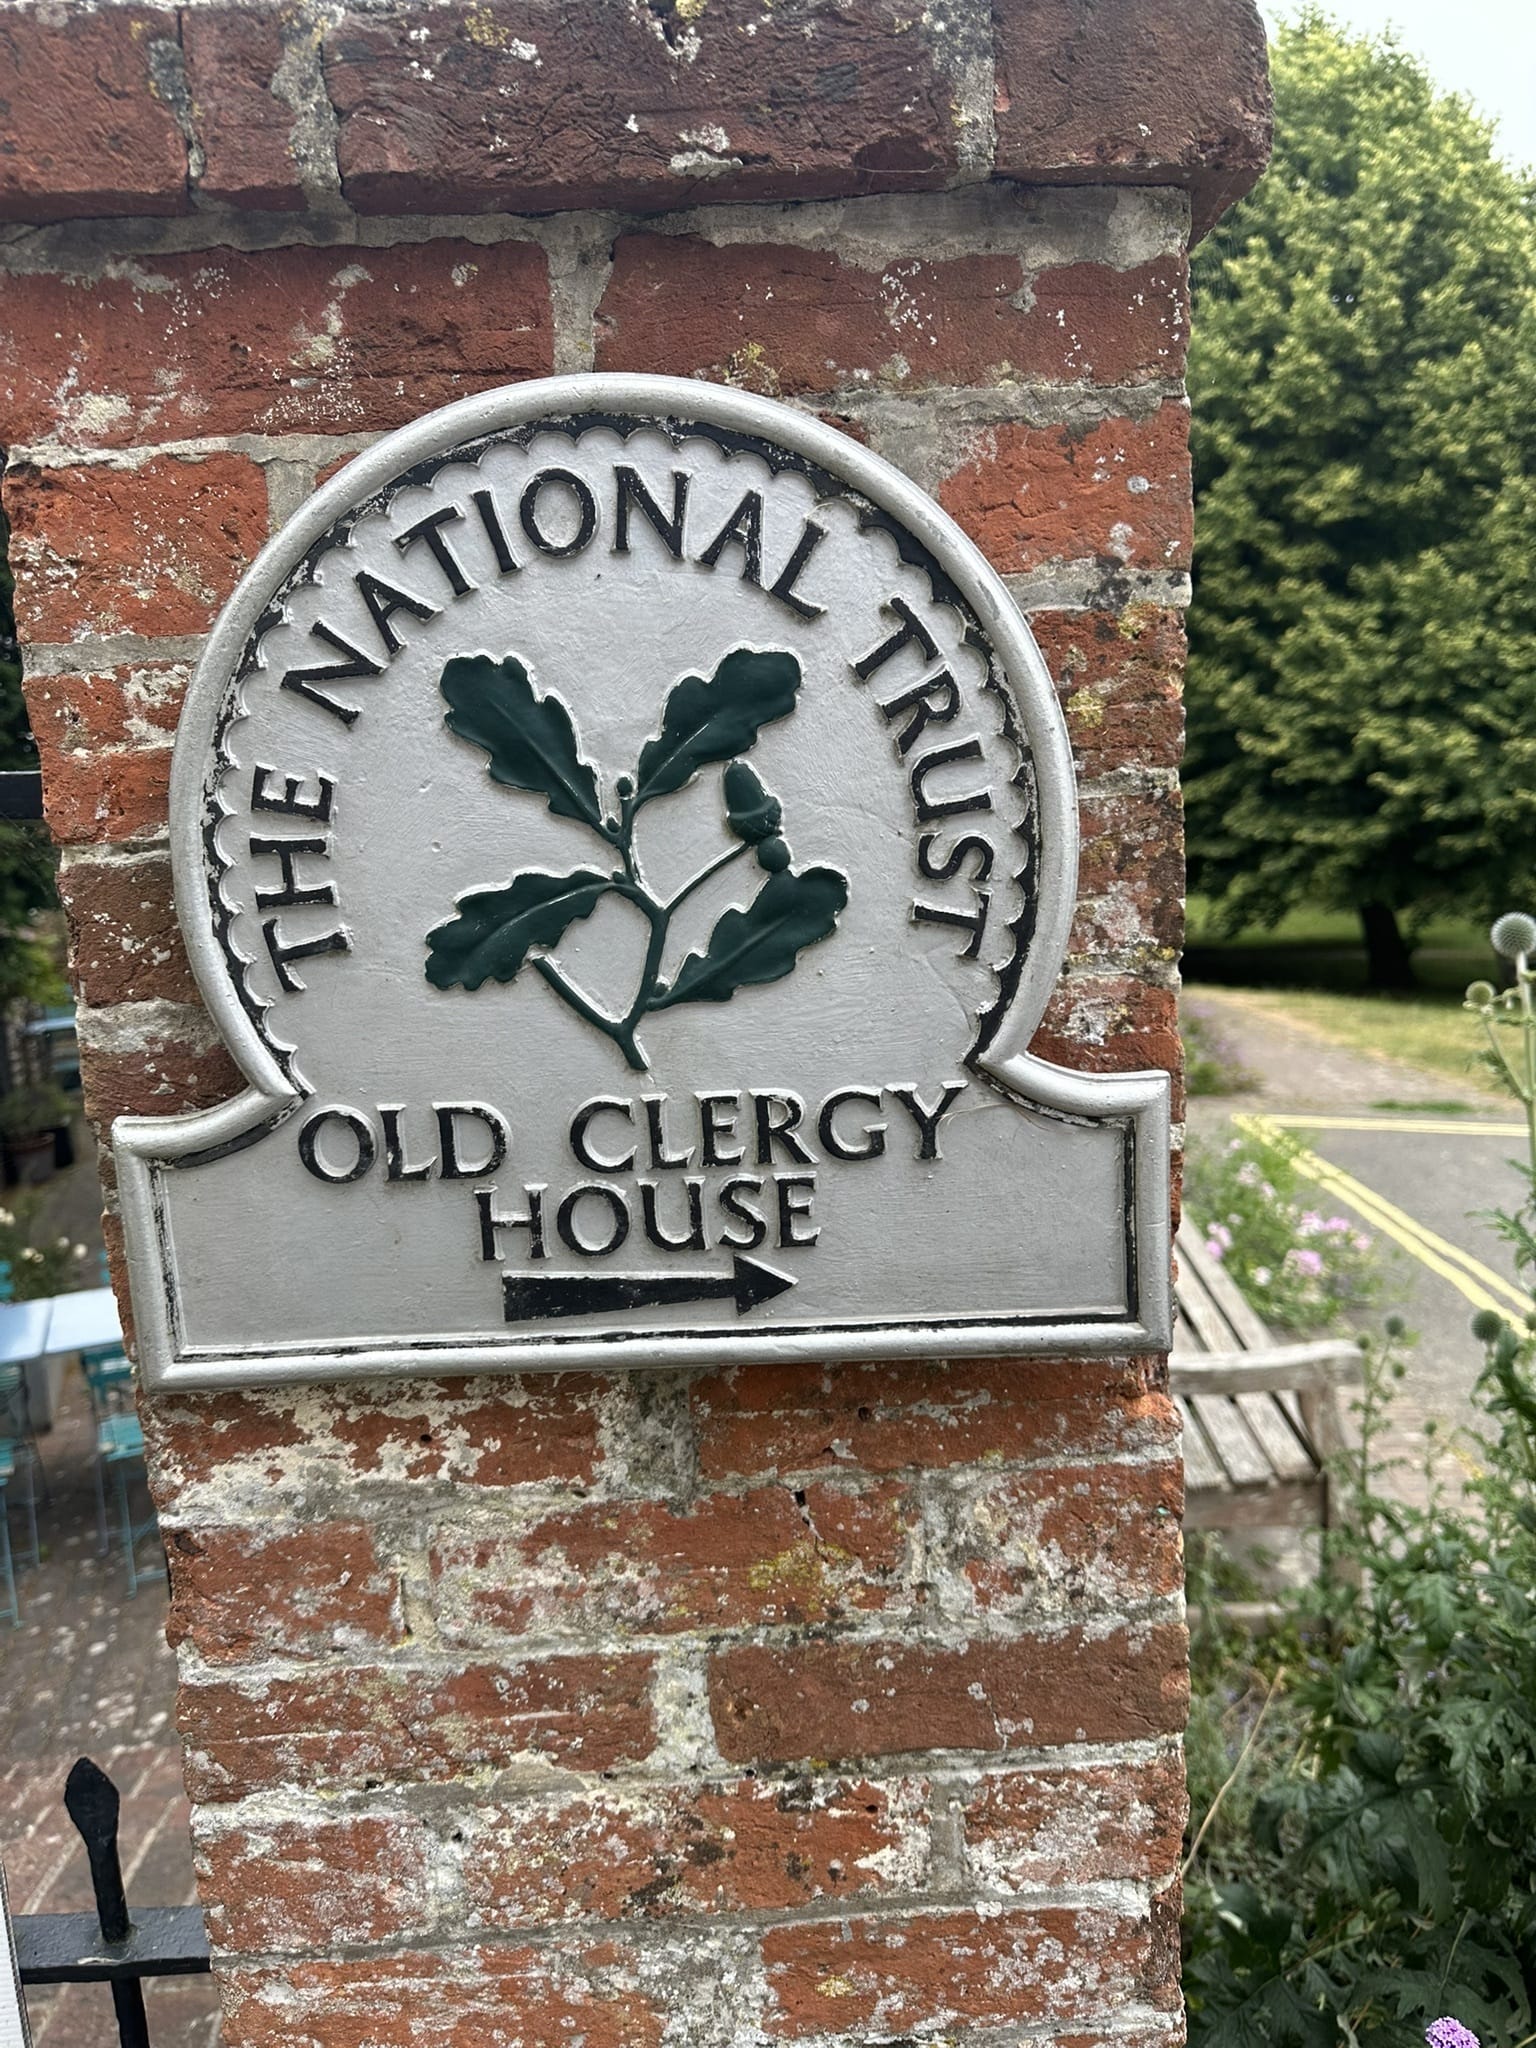 THE NATIONAL TRUST
OLD CLERGY
HOUSE